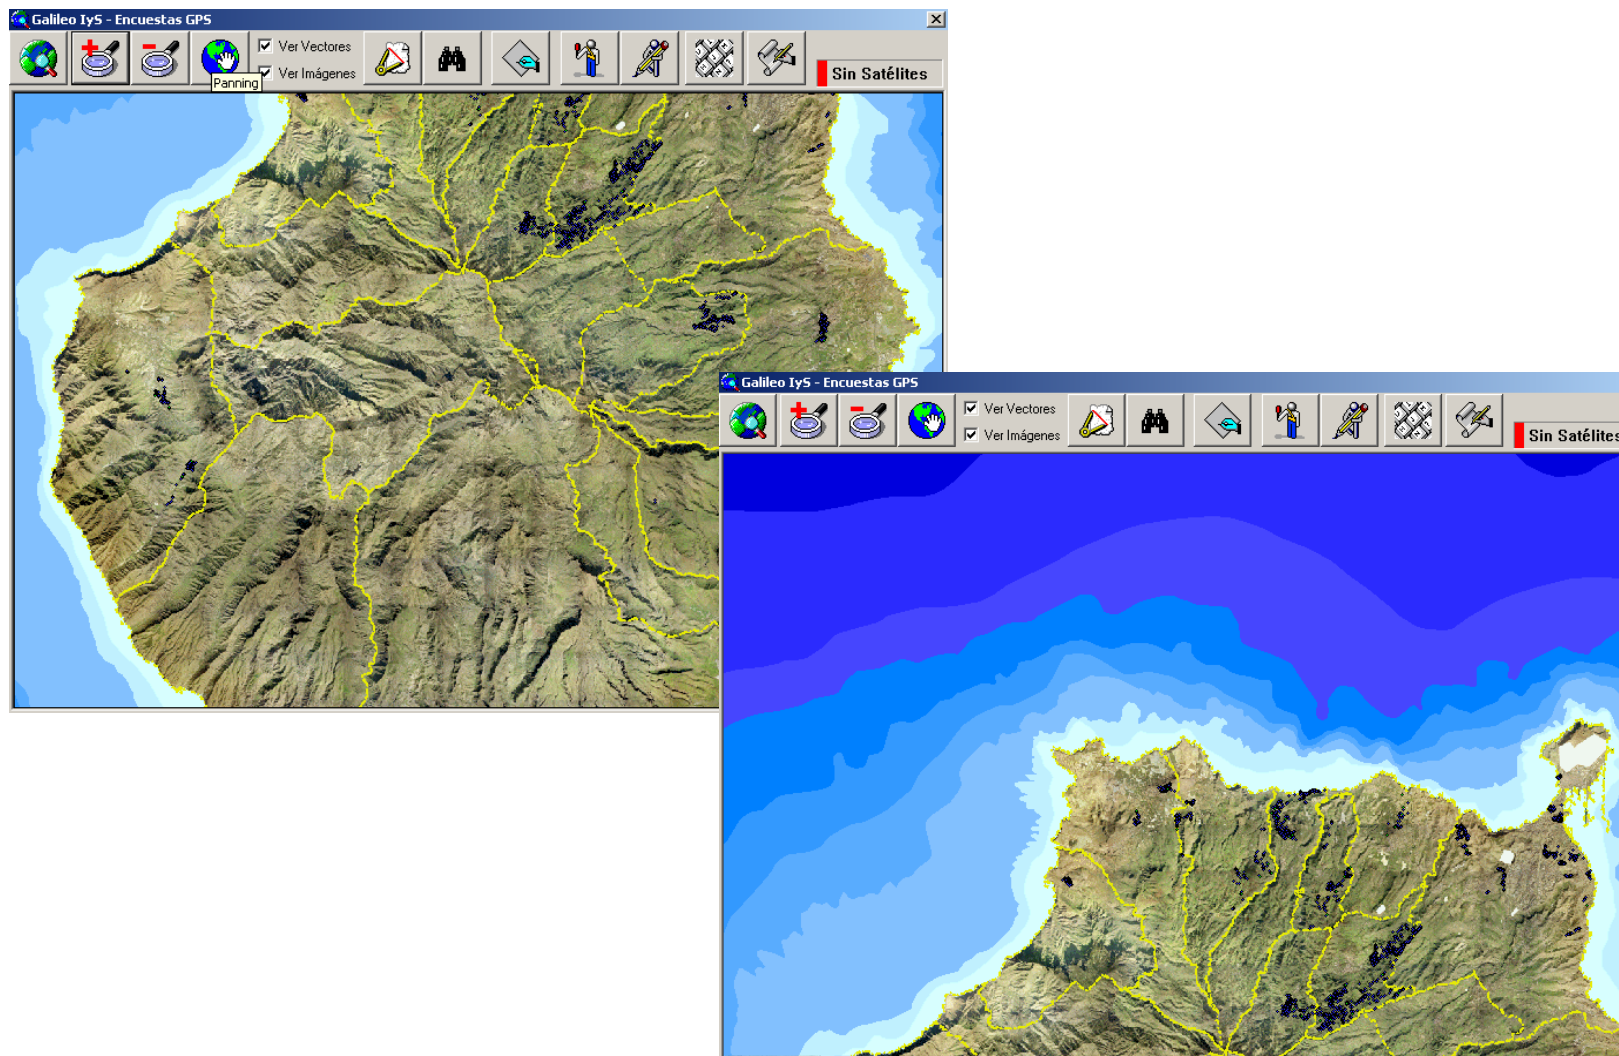 Galileo IyS - Encuestas GPS
Ver Vectores
Ver Imágenes
Panning
Sin Satélites
Galileo IyS - Encuestas GPS
Ver Vectores
Ver Imágenes
Sin Satélites